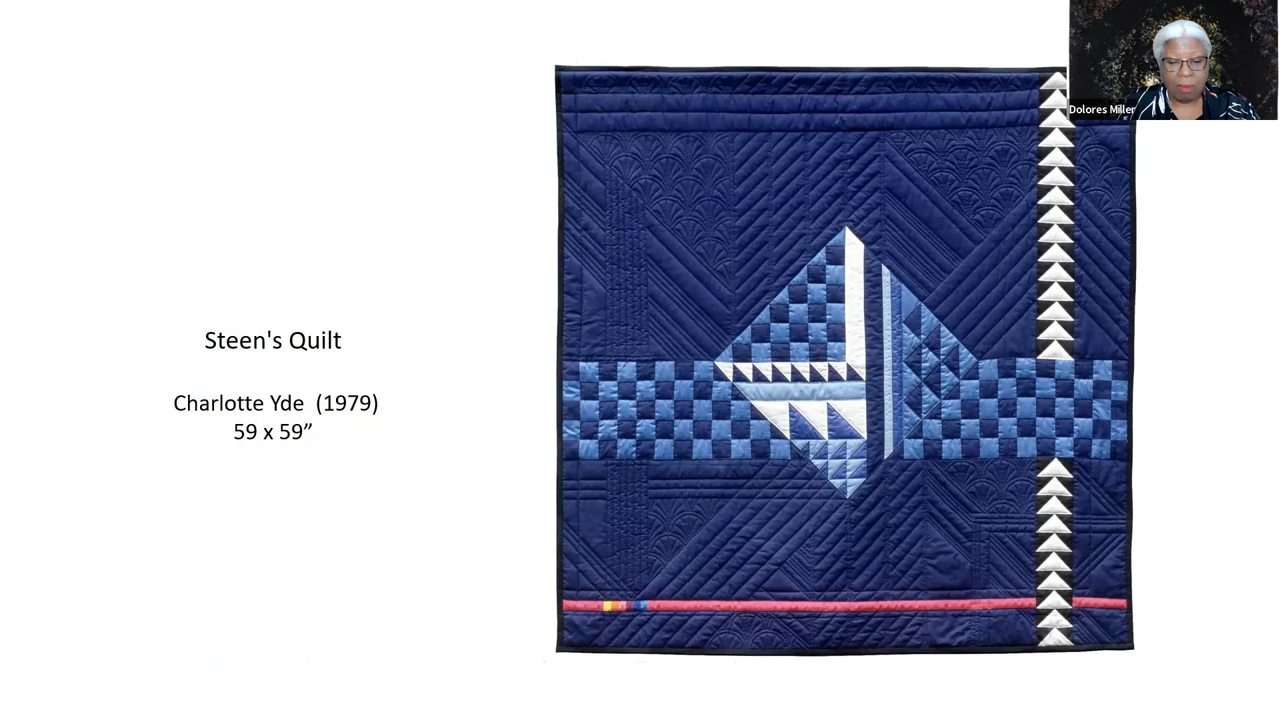 Steen's Quilt
Charlotte Yde (1979)
59 x 59”
Dolores Miller